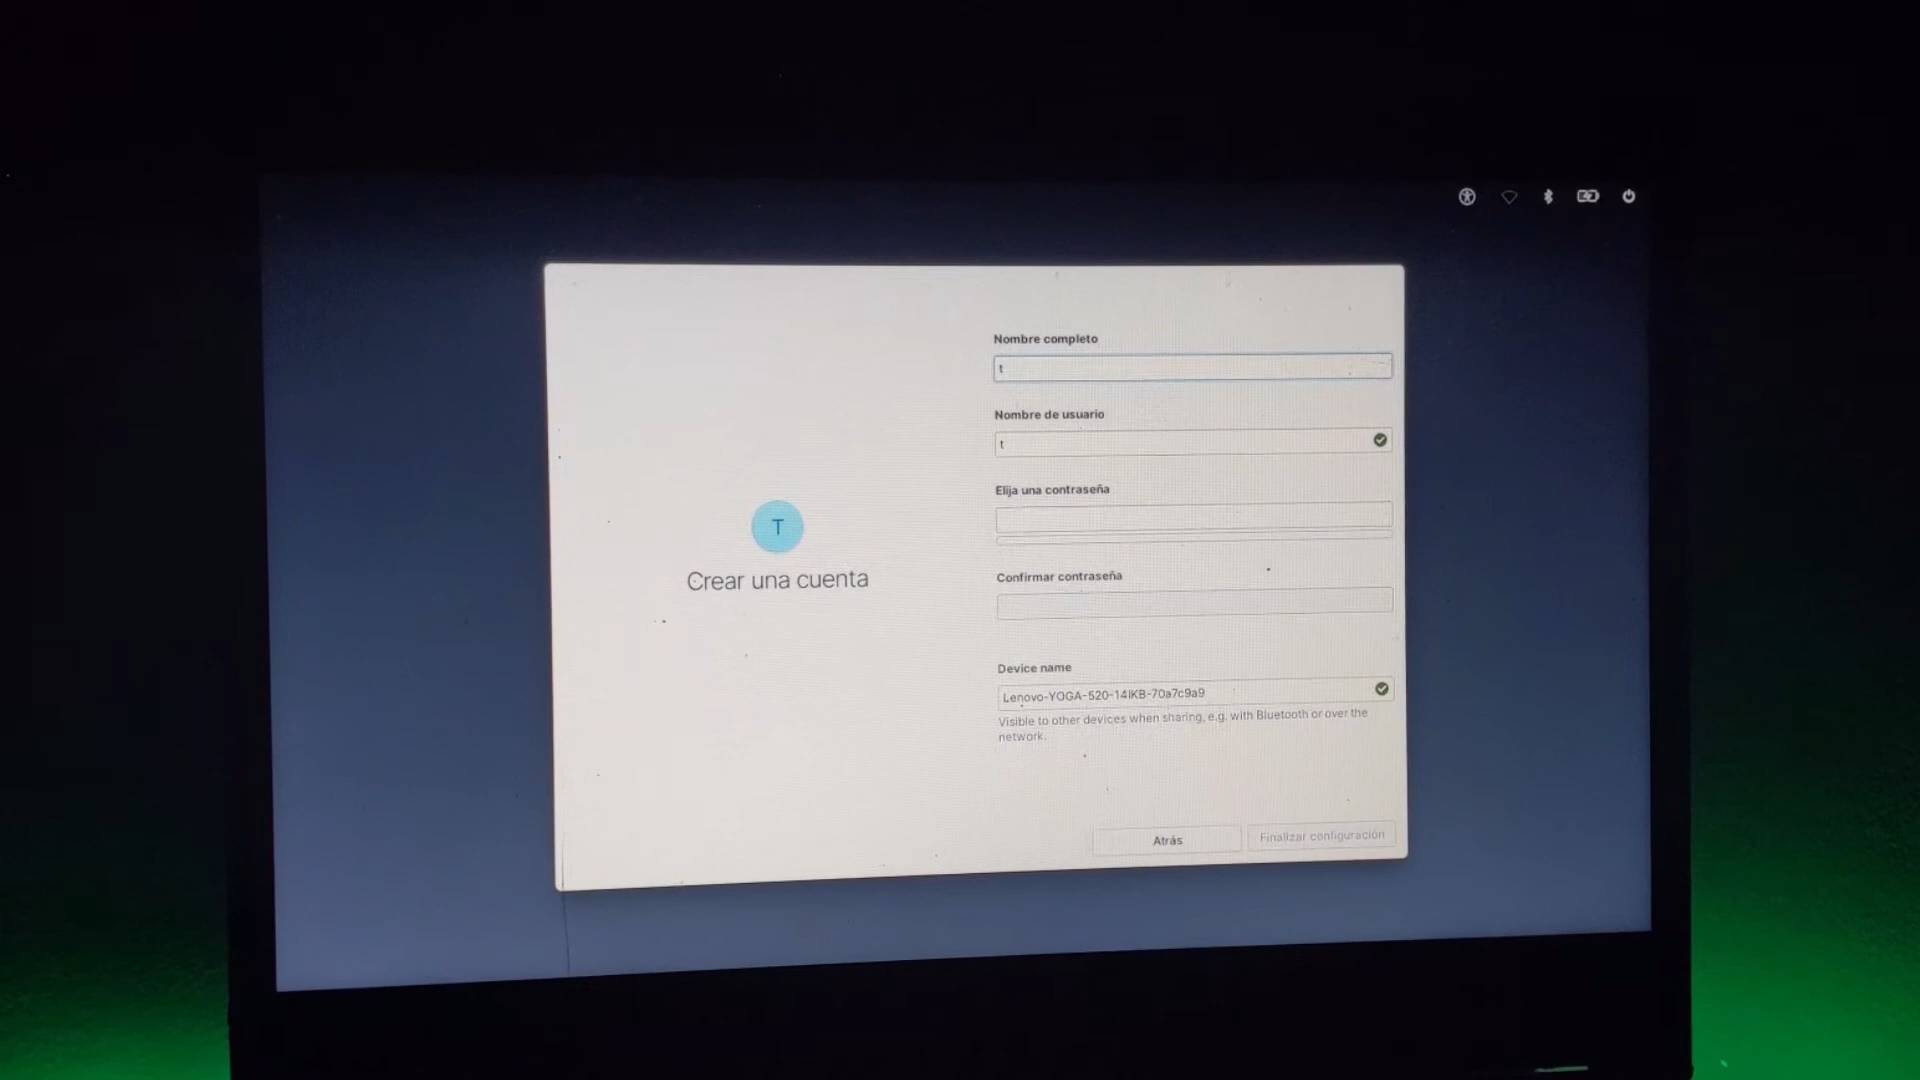 Nombre completo
t
Nombre de usuario
t
Elija una contraseña
T
Crear una cuenta
Confirmar contraseña
Device name
Lenovo-YOGA-520-14IKB-70a7c9a9
Visible to other devices when sharing, e.g. with Bluetooth or over the
network.
Atrás
Finalizar configuración